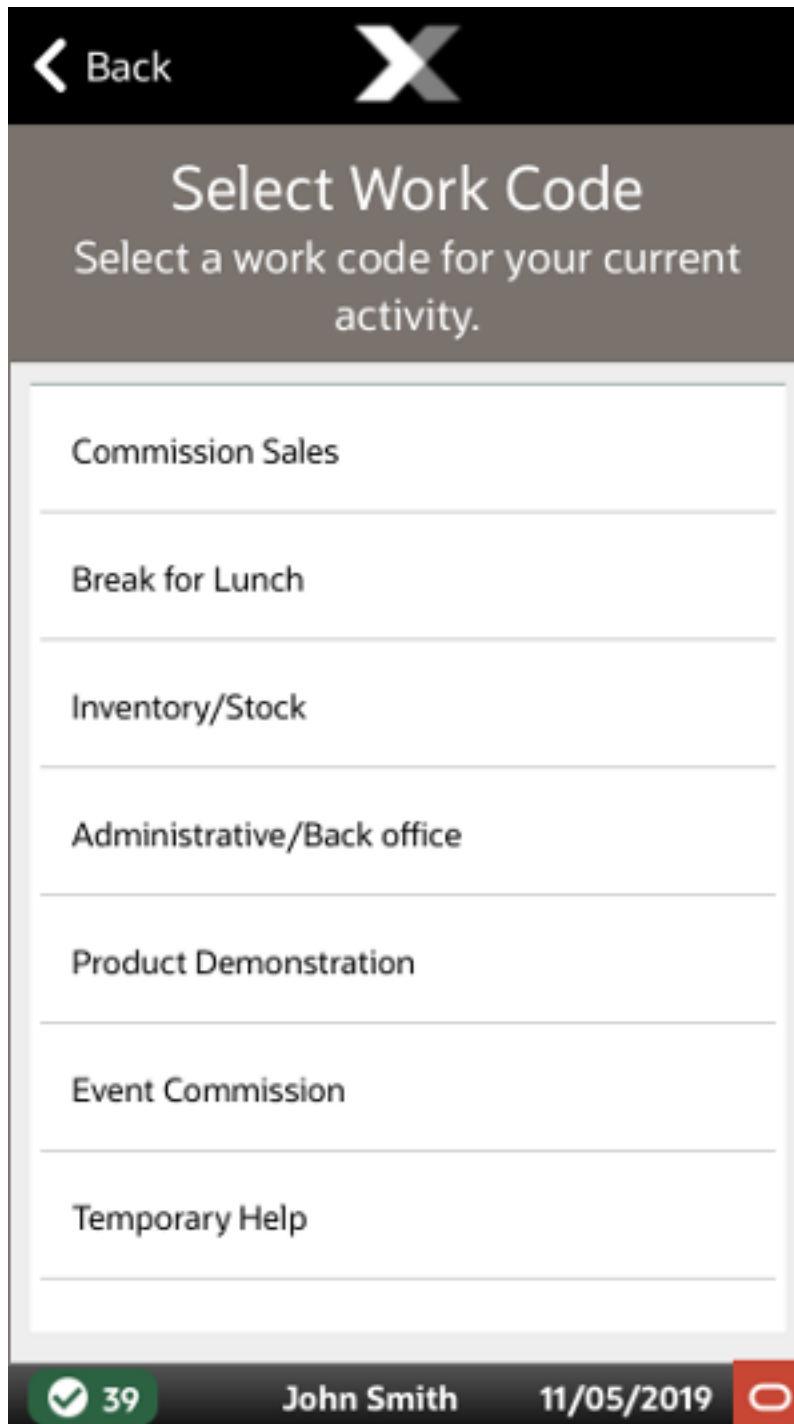 Back
Select Work Code
Select a work code for your current
activity.
Commission Sales
Break for Lunch
Inventory/Stock
Administrative/Back office
Product Demonstration
Event Commission
Temporary Help
39 John Smith 11/05/2019